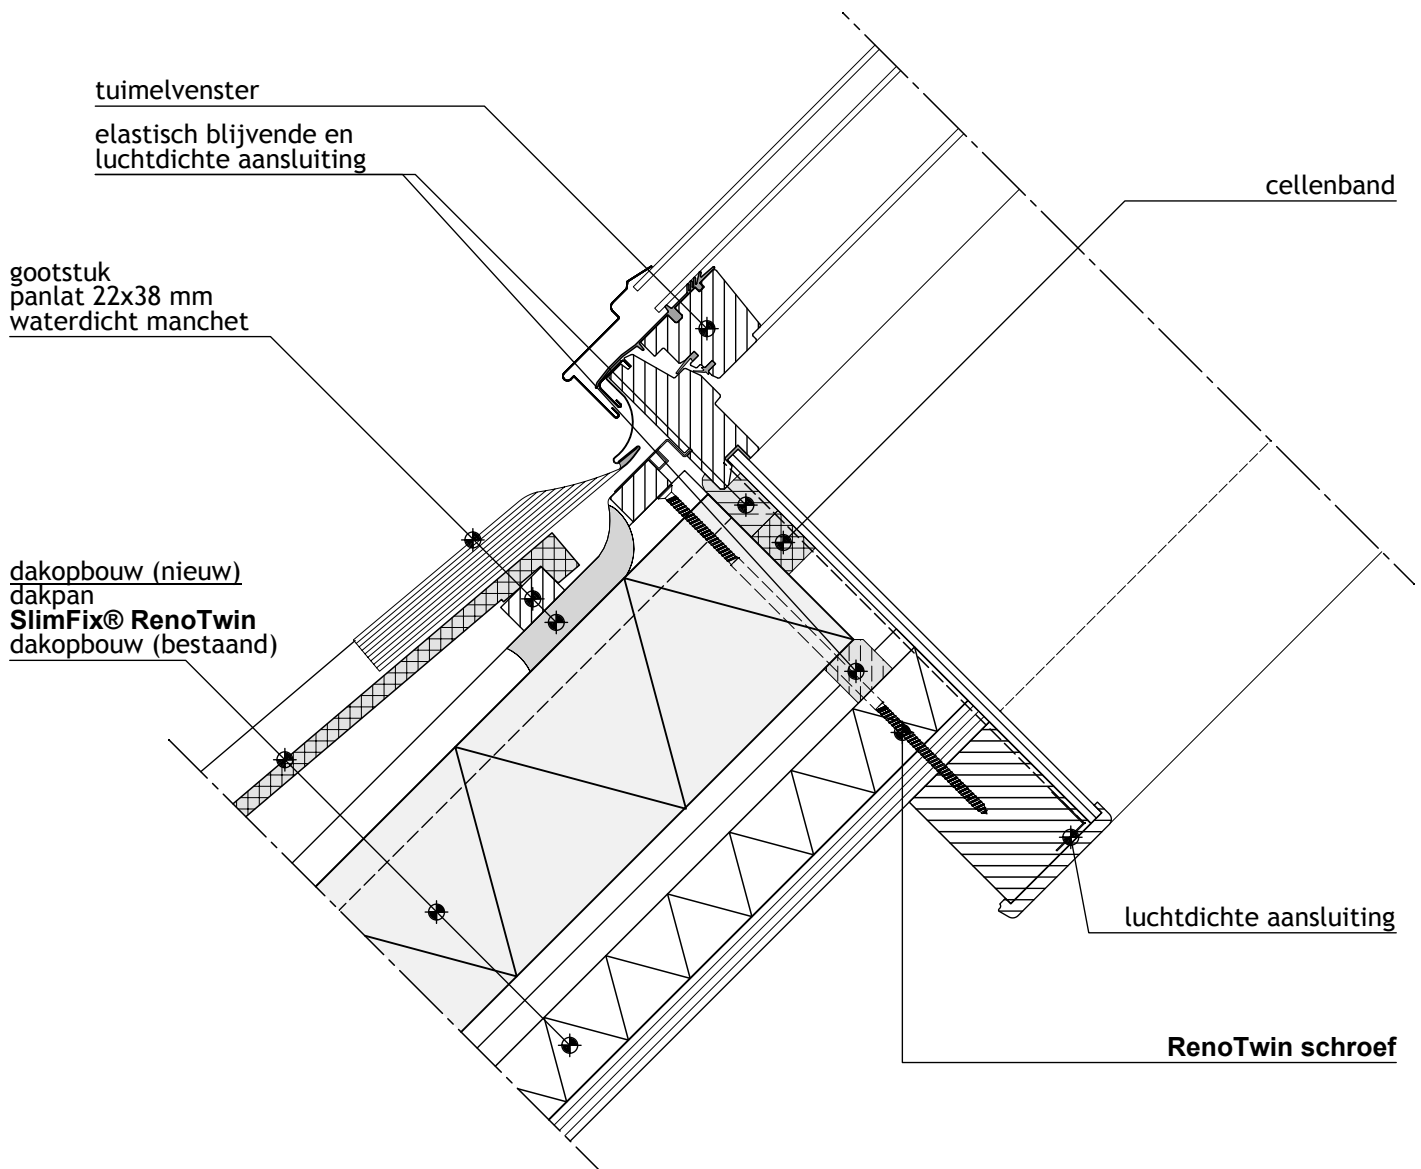 tuimelvenster
elastisch blijvende en
luchtdichte aansluiting
cellenband
gootstuk
panlat 22x38 mm
waterdicht manchet
dakopbouw (nieuw)
dakpan
SlimFix® RenoTwin
dakopbouw (bestaand)
luchtdichte aansluiting
RenoTwin schroef